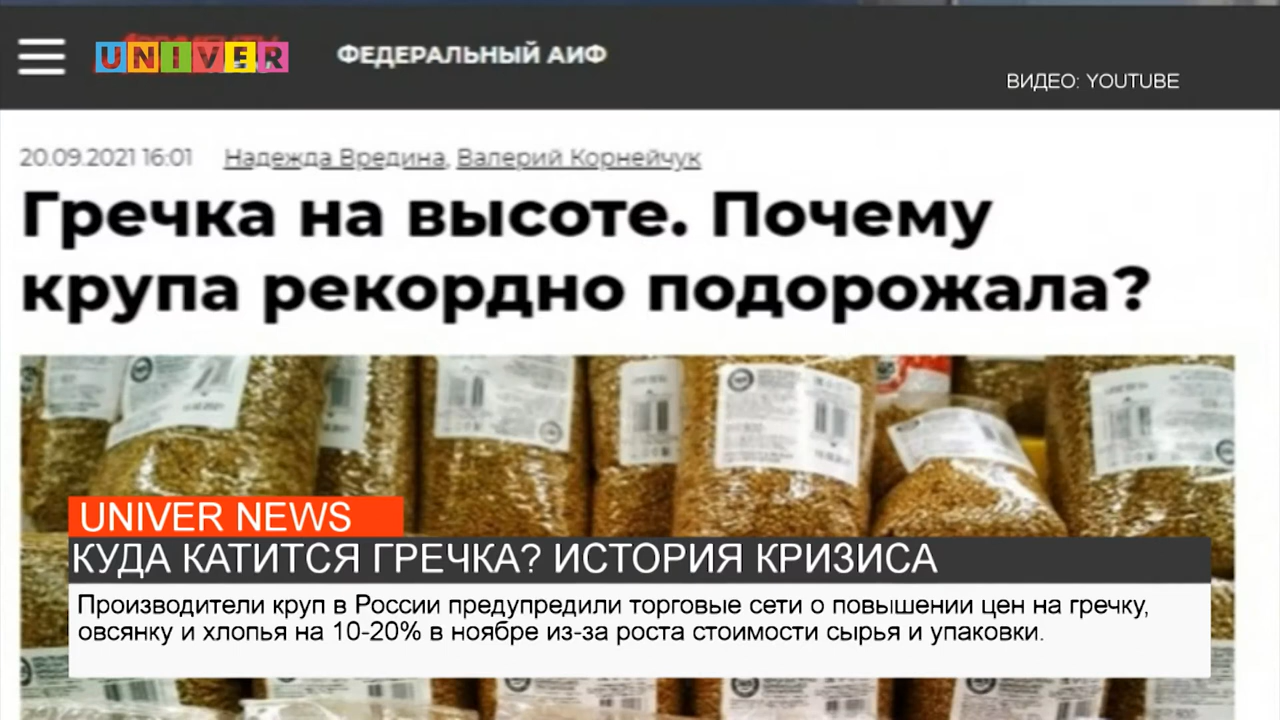 UNIVER
ФЕДЕРАЛЬНЫЙ АИФ
ВИДЕО: YOUTUBE
20.09.2021 16:01 Надежда Вредина, Валерий Корнейчук
Гречка на высоте. Почему
крупа рекордно подорожала?
UNIVER NEWS
КУДА КАТИТСЯ ГРЕЧКА? ИСТОРИЯ КРИЗИСА
Производители круп в России предупредили торговые сети о повышении цен на гречку,
овсянку и хлопья на 10-20% в ноябре из-за роста стоимости сырья и упаковки.